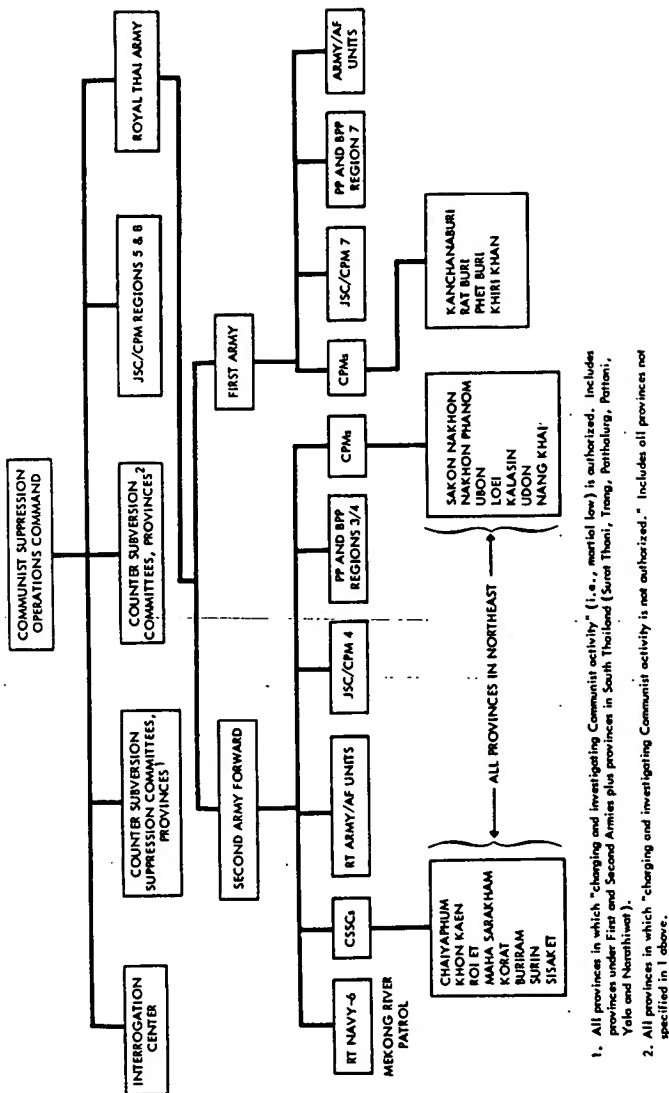 COMMUNIST SUPPRESSION
OPERATIONS COMMAND
INTERROGATION
CENTER
COUNTER SUBVERSION
SUPPRESSION COMMITTEES,
PROVINCES1
COUNTER SUBVERSION
COMMITTEES, PROVINCES2
JSC/CPM REGIONS 5 & 8
ROYAL THAI ARMY
SECOND ARMY FORWARD
FIRST ARMY
RT NAVY-6
MEKONG RIVER
PATROL
CSSCs
RT ARMY/AF UNITS
JSC/CPM 4
PP AND BPP
REGIONS 3/4
CPMs
CPMs
JSC/CPM 7
PP AND BPP
REGION 7
ARMY/AF
UNITS
CHAIYAPHUM
KHON KAEN
ROI ET
MAHA SARAKHAM
KORAT
BURIRAM
SURIN
SISAKET
ALL PROVINCES IN NORTHEAST
SAKON NAKHON
NAKHON PHANOM
UBON
LOEI
KALASIN
UDON
NANG KHAI
KANCHANABURI
RAT BURI
PHET BURI
KHIRI KHAN
1. All provinces in which "charging and investigating Communist activity" (i.e., martial law) is authorized. Includes
provinces under First and Second Armies plus provinces in South Thailand (Surat Thani, Trang, Patthalurg, Pattani,
Yala and Narathiwat).
2. All provinces in which "charging and investigating Communist activity is not authorized." Includes all provinces not
specified in 1 above.